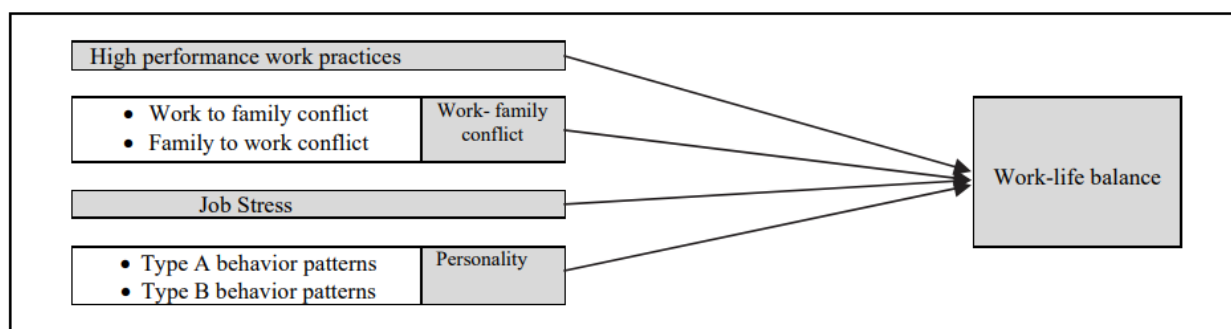 High performance work practices
• Work to family conflict
• Family to work conflict
Work- family
conflict
Job Stress
• Type A behavior patterns
• Type B behavior patterns
Personality
Work-life balance